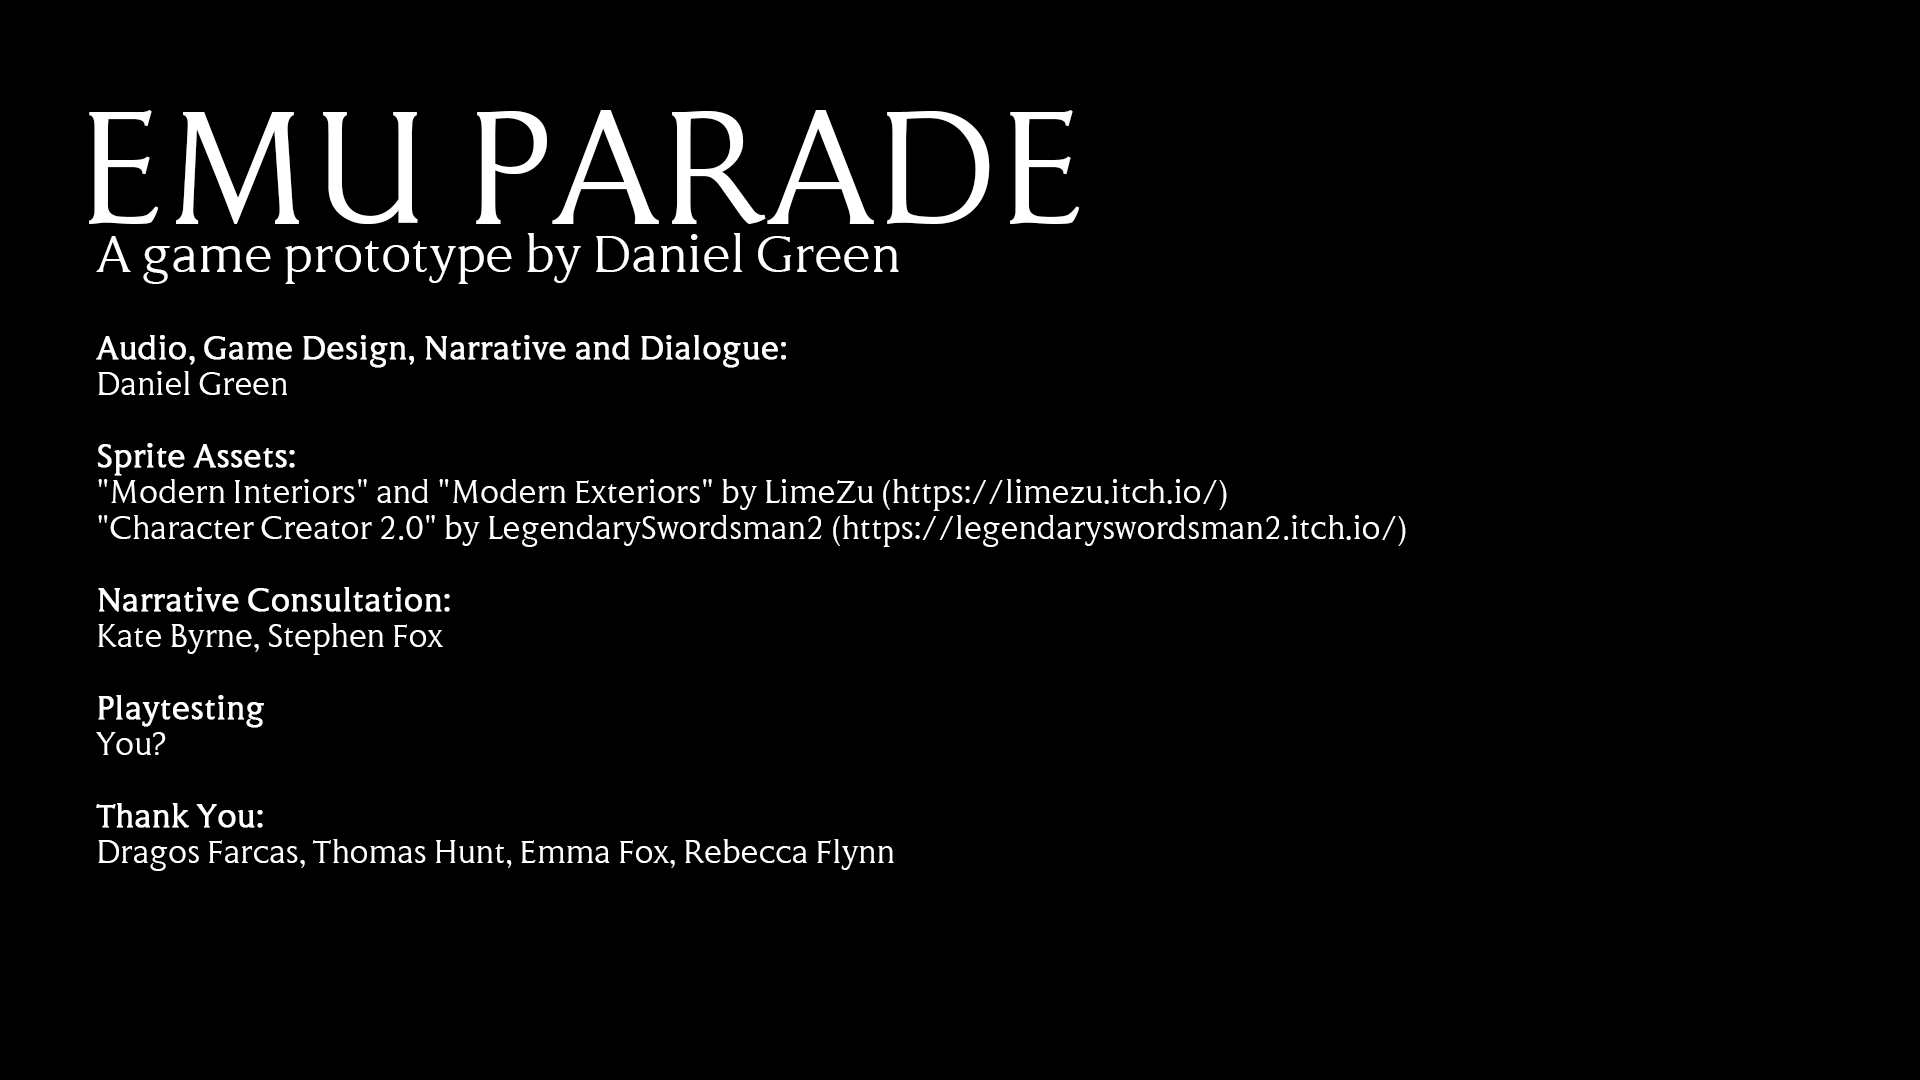 EMU PARADE
A game prototype by Daniel Green
Audio, Game Design, Narrative and Dialogue:
Daniel Green
Sprite Assets:
"Modern Interiors" and "Modern Exteriors" by LimeZu (https://limezu.itch.io/)
"Character Creator 2.0" by LegendarySwordsman2 (https://legendaryswordsman2.itch.io/)
Narrative Consultation:
Kate Byrne, Stephen Fox
Playtesting
You?
Thank You:
Dragos Farcas, Thomas Hunt, Emma Fox, Rebecca Flynn